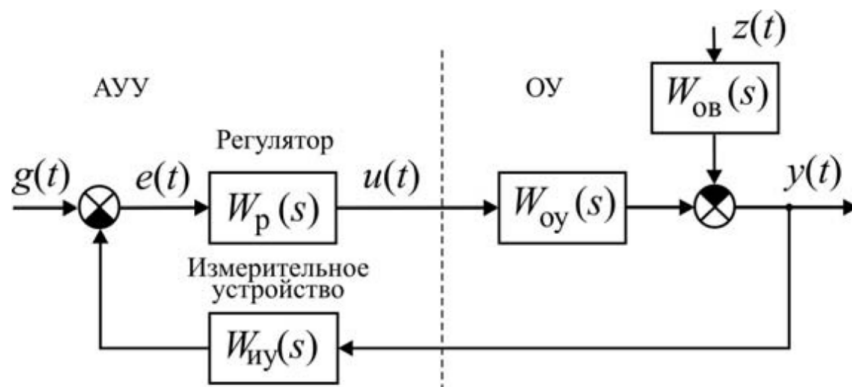 z(t)
АУУ
ОУ
W_ов(s)
Регулятор
g(t)
e(t)
u(t)
y(t)
W_р(s)
W_оу(s)
Измерительное
устройство
W_иу(s)